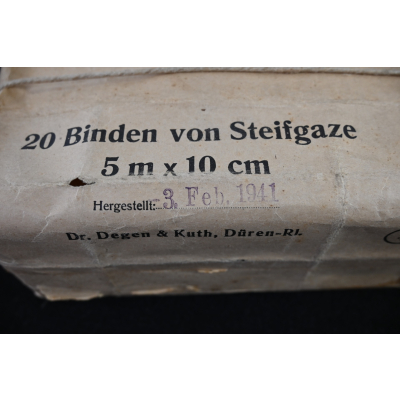 20 Binden von Steifgaze
5 m x 10 cm
Hergestellt: 3. Feb. 1941
Dr. Degen & Kuth, Düren-Rl.